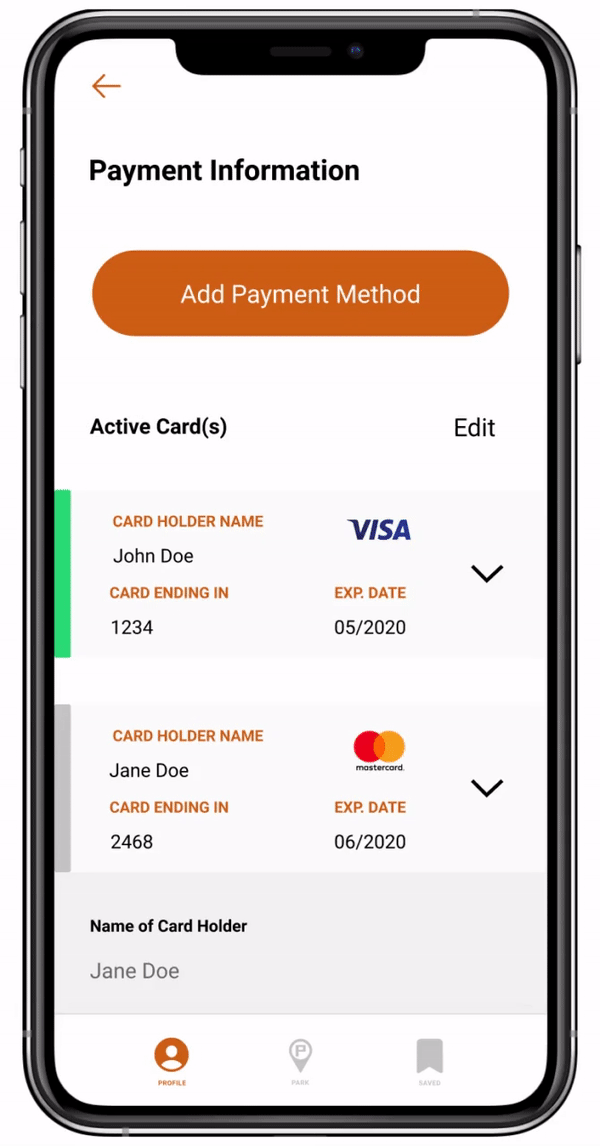 Payment Information
Add Payment Method
Active Card(s) Edit
CARD HOLDER NAME VISA
John Doe
CARD ENDING IN EXP. DATE
1234 05/2020
CARD HOLDER NAME
Jane Doe mastercard.
CARD ENDING IN EXP. DATE
2468 06/2020
Name of Card Holder
Jane Doe
P
PROFILE PARK SAVED